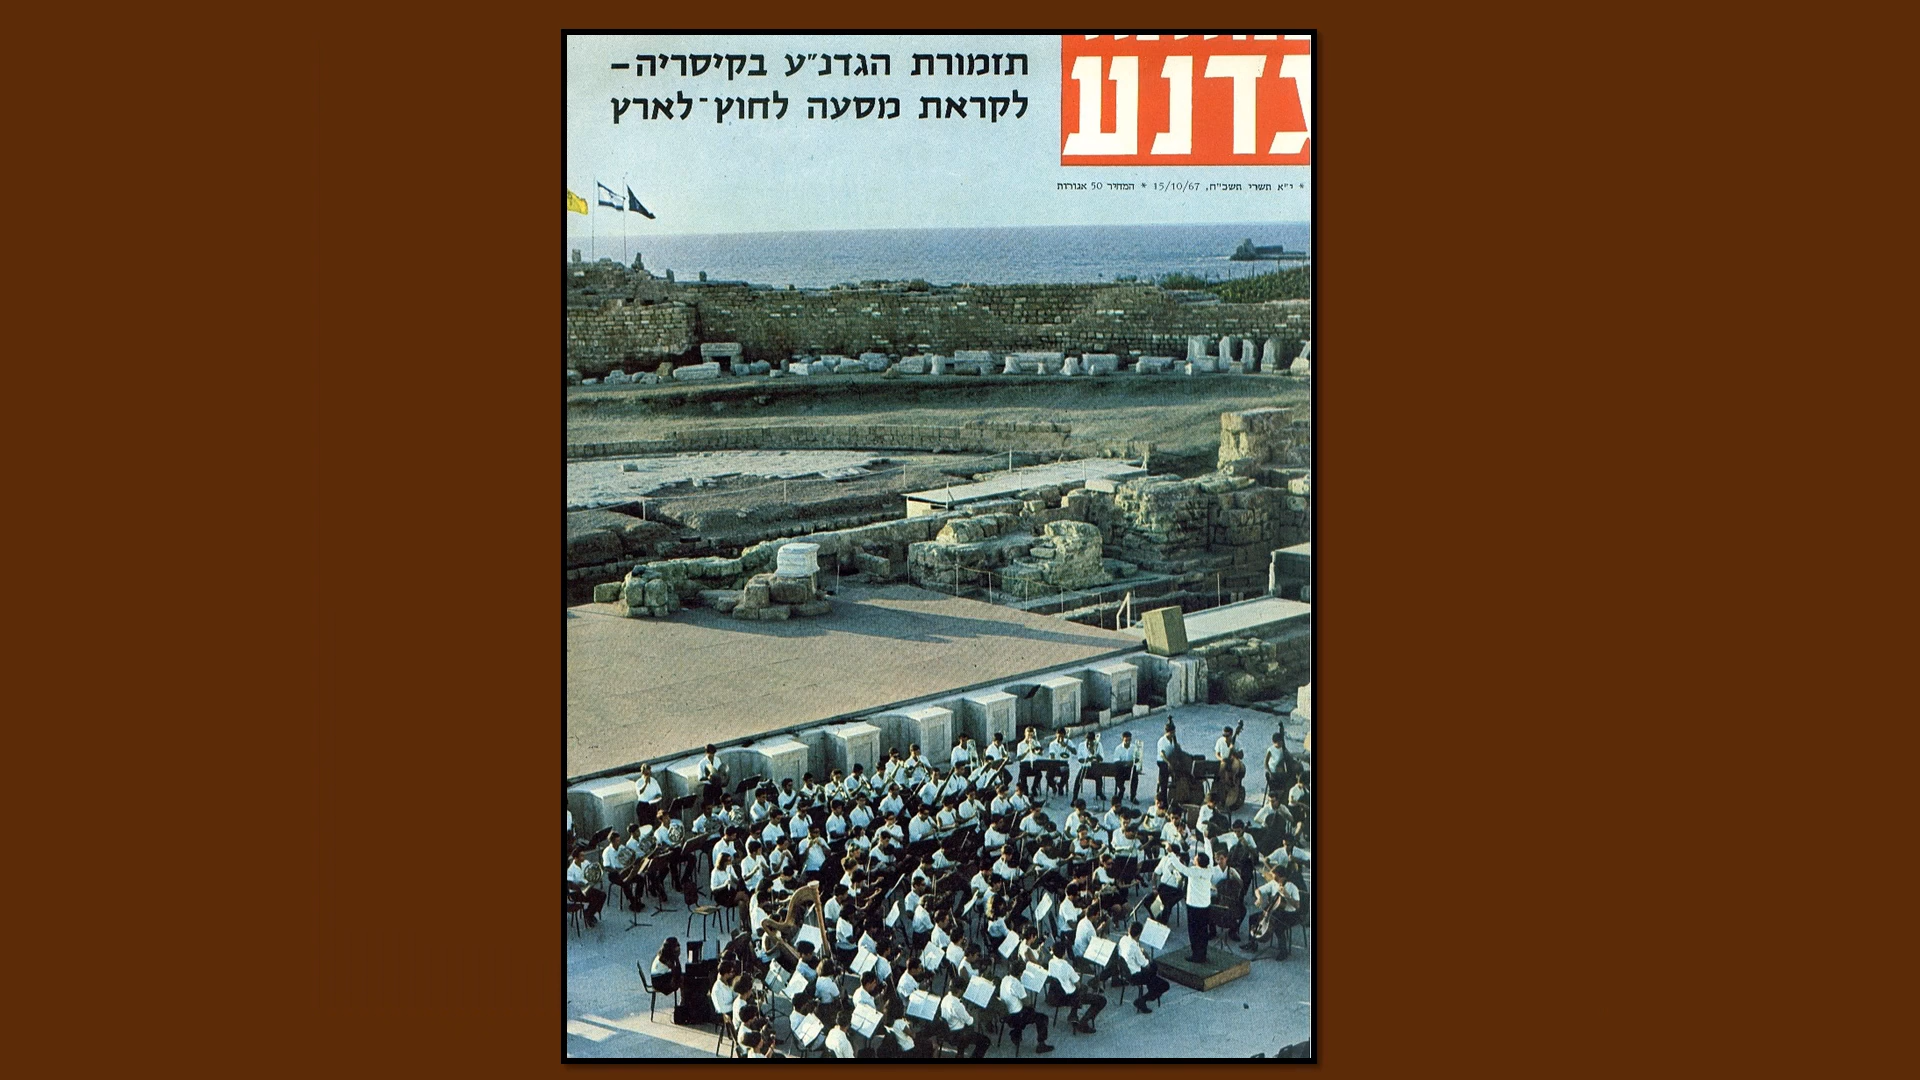 תזמורת הגדנ״ע בקיסריה –
לקראת מסעה לחוץ־לארץ
גדנע
* י״א תשרי תשכ״ח, 15/10/67 * המחיר 50 אגורות